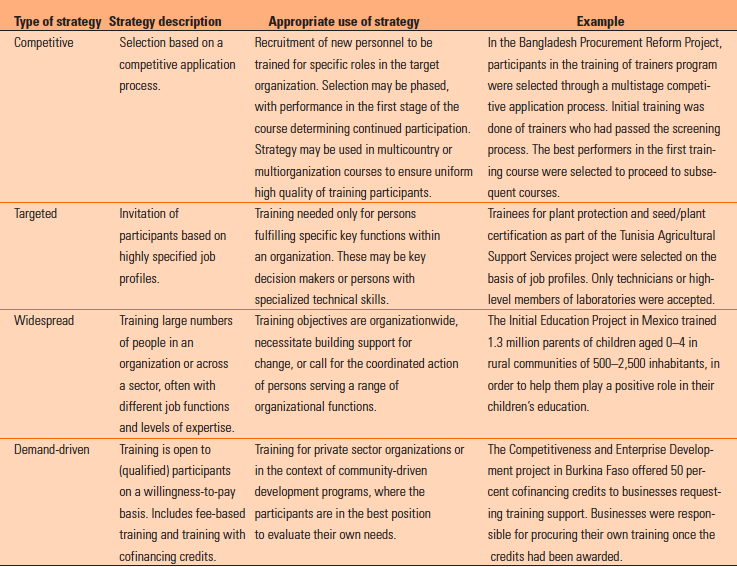 Type of strategy Strategy description Appropriate use of strategy Example
Competitive Selection based on a Recruitment of new personnel to be In the Bangladesh Procurement Reform Project,
competitive application trained for specific roles in the target participants in the training of trainers program
process. organization. Selection may be phased, were selected through a multistage competi-
with performance in the first stage of the tive application process. Initial training was
course determining continued participation. done of trainers who had passed the screening
Strategy may be used in multicountry or process. The best performers in the first train-
multiorganization courses to ensure uniform ing course were selected to proceed to subse-
high quality of training participants. quent courses.
Targeted Invitation of Training needed only for persons Trainees for plant protection and seed/plant
participants based on fulfilling specific key functions within certification as part of the Tunisia Agricultural
highly specified job an organization. These may be key Support Services project were selected on the
profiles. decision makers or persons with basis of job profiles. Only technicians or high-
specialized technical skills. level members of laboratories were accepted.
Widespread Training large numbers Training objectives are organizationwide, The Initial Education Project in Mexico trained
of people in an necessitate building support for 1.3 million parents of children aged 0–4 in
organization or across change, or call for the coordinated action rural communities of 500–2,500 inhabitants, in
a sector, often with of persons serving a range of order to help them play a positive role in their
different job functions organizational functions. children's education.
and levels of expertise.
Demand-driven Training is open to Training for private sector organizations or The Competitiveness and Enterprise Develop-
(qualified) participants in the context of community-driven ment project in Burkina Faso offered 50 per-
on a willingness-to-pay development programs, where the cent cofinancing credits to businesses request-
basis. Includes fee-based participants are in the best position ing training support. Businesses were respon-
training and training with to evaluate their own needs. sible for procuring their own training once the
cofinancing credits. credits had been awarded.